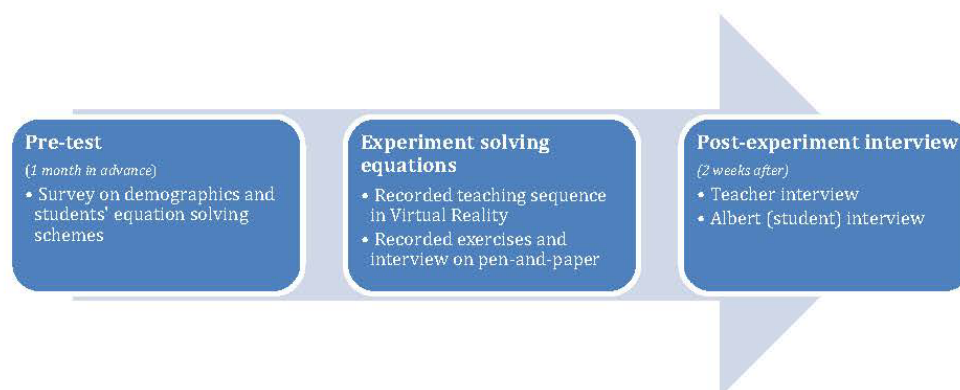 Pre-test
(1 month in advance)
• Survey on demographics and
students' equation solving
schemes
Experiment solving
equations
• Recorded teaching sequence
in Virtual Reality
• Recorded exercises and
interview on pen-and-paper
Post-experiment interview
(2 weeks after)
• Teacher interview
• Albert (student) interview